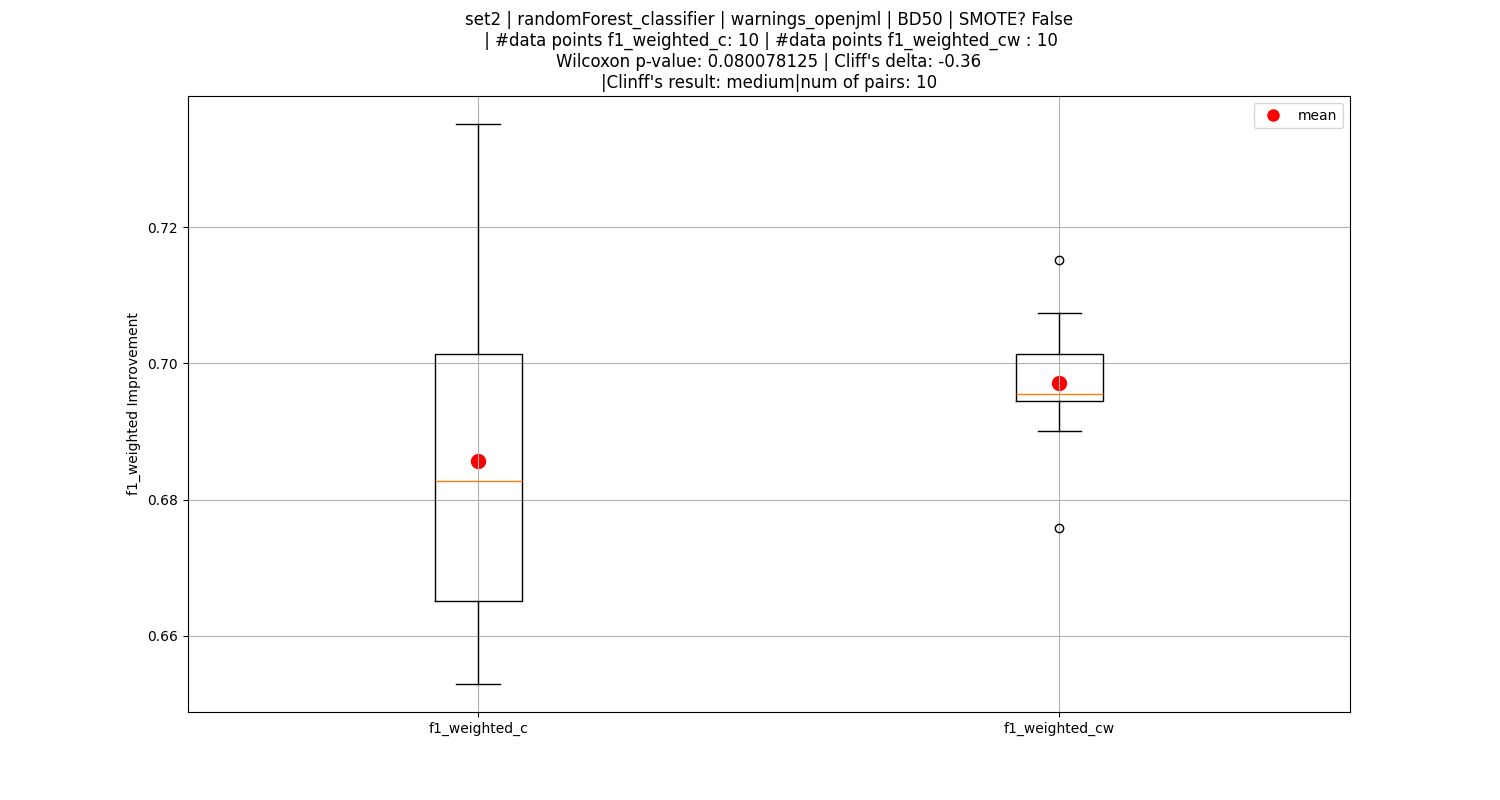 set2 | randomForest_classifier | warnings_openjml | BD50 | SMOTE? False
| #data points f1_weighted_c: 10 | #data points f1_weighted_cw : 10
Wilcoxon p-value: 0.080078125 | Cliff's delta: -0.36
|Clinff's result: medium|num of pairs: 10
mean
0.72
0.70
0.68
0.66
f1_weighted Improvement
f1_weighted_c
f1_weighted_cw